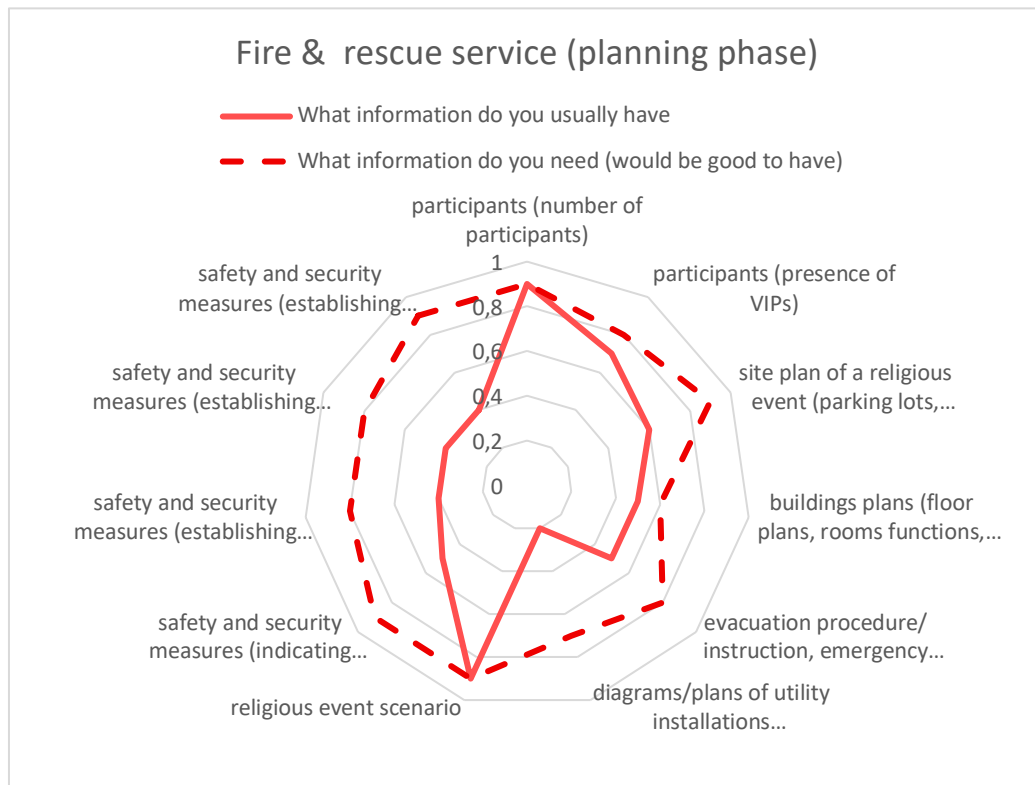 Fire &  rescue service (planning phase)
What information do you usually have
What information do you need (would be good to have)
participants (number of
participants)
participants (presence of
VIPs)
site plan of a religious
event (parking lots,...
buildings plans (floor
plans, rooms functions,...
evacuation procedure/
instruction, emergency...
diagrams/plans of utility
installations...
religious event scenario
safety and security
measures (indicating...
safety and security
measures (establishing...
safety and security
measures (establishing...
safety and security
measures (establishing...
1
0,8
0,6
0,4
0,2
0